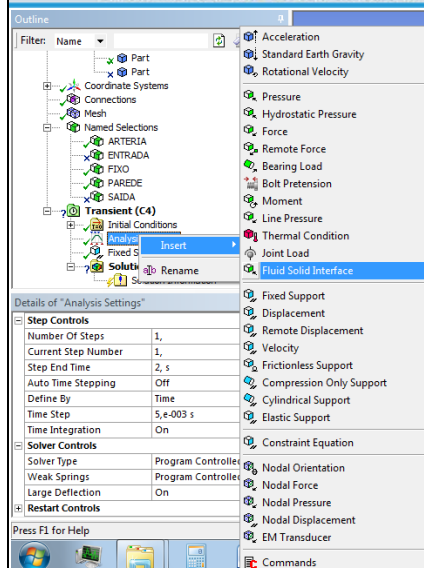 Outline
Filter: Name
Part
Part
Coordinate Systems
Connections
Mesh
Named Selections
ARTERIA
ENTRADA
FIXO
PAREDE
SAIDA
Transient (C4)
Initial Conditions
Analysis
Fixed S
Solutio
Solution Information
Insert
Rename
Acceleration
Standard Earth Gravity
Rotational Velocity
Pressure
Hydrostatic Pressure
Force
Remote Force
Bearing Load
Bolt Pretension
Moment
Line Pressure
Thermal Condition
Joint Load
Fluid Solid Interface
Fixed Support
Displacement
Remote Displacement
Velocity
Frictionless Support
Compression Only Support
Cylindrical Support
Elastic Support
Constraint Equation
Nodal Orientation
Nodal Force
Nodal Pressure
Nodal Displacement
EM Transducer
Commands
Details of "Analysis Settings"
Step Controls
Number Of Steps 1,
Current Step Number 1,
Step End Time 2, s
Auto Time Stepping Off
Define By Time
Time Step 5,e-003 s
Time Integration On
Solver Controls
Solver Type Program Controlled
Weak Springs Program Controlled
Large Deflection On
Restart Controls
Press F1 for Help